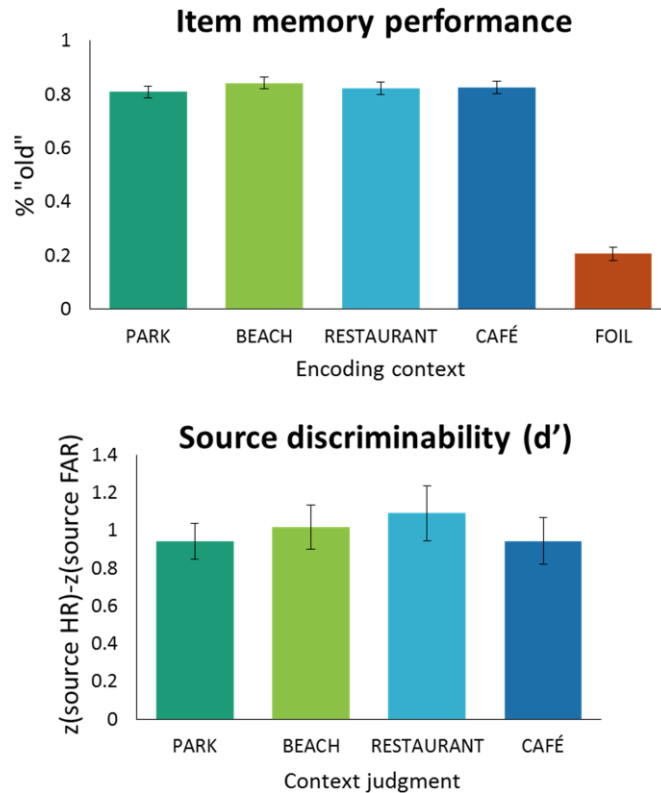 Item memory performance
% "old"
1
0.8
0.6
0.4
0.2
0
PARK BEACH RESTAURANT CAFÉ FOIL
Encoding context
Source discriminability (d’)
z(source HR)-z(source FAR)
1.4
1.2
1
0.8
0.6
0.4
0.2
0
PARK BEACH RESTAURANT CAFÉ
Context judgment